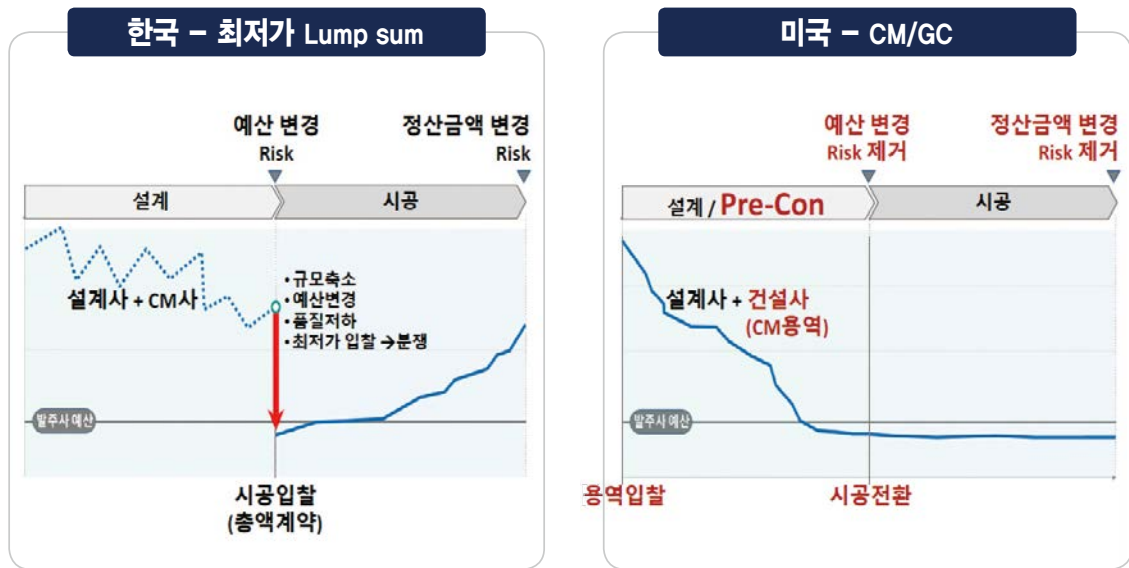 한국 – 최저가 Lump sum
예산 변경
Risk
정산금액 변경
Risk
설계
시공
설계사 + CM사
•규모축소
•예산변경
•품질저하
•최저가 입찰 →분쟁
발주사 예산
시공입찰
(총액계약)
미국 – CM/GC
예산 변경
Risk 제거
정산금액 변경
Risk 제거
설계 / Pre-Con
시공
설계사 + 건설사
(CM용역)
발주사 예산
용역입찰
시공전환